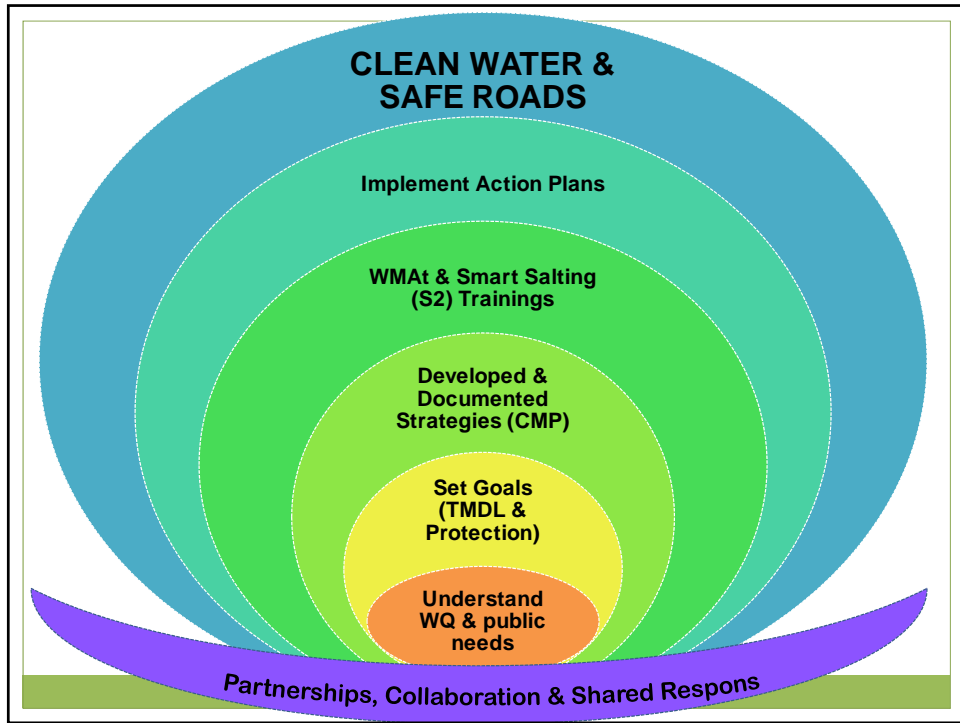 CLEAN WATER &
SAFE ROADS
Implement Action Plans
WMAt & Smart Salting
(S2) Trainings
Developed &
Documented
Strategies (CMP)
Set Goals
(TMDL &
Protection)
Understand
WQ & public
needs
Partnerships, Collaboration & Shared Respons